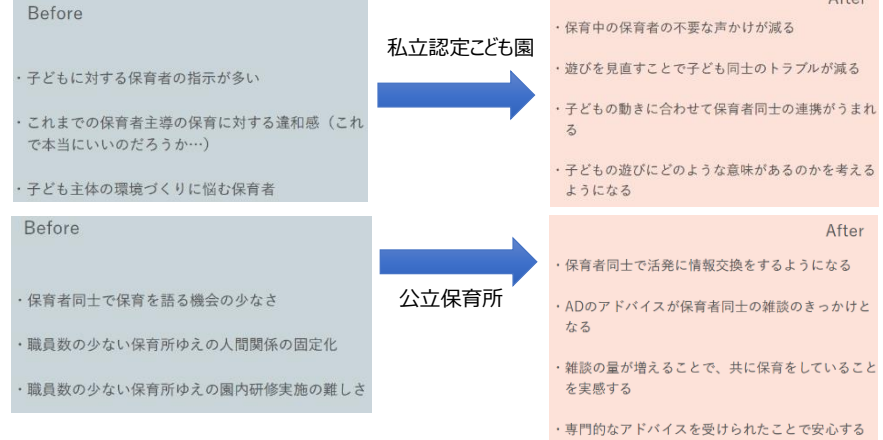 Before
・子どもに対する保育者の指示が多い
・これまでの保育者主導の保育に対する違和感（これ
で本当にいいのだろうか…）
・子ども主体の環境づくりに悩む保育者
私立認定こども園
After
・保育中の保育者の不要な声かけが減る
・遊びを見直すことで子ども同士のトラブルが減る
・子どもの動きに合わせて保育者同士の連携がうまれ
る
・子どもの遊びにどのような意味があるのかを考える
ようになる
Before
・保育者同士で保育を語る機会の少なさ
・職員数の少ない保育所ゆえの人間関係の固定化
・職員数の少ない保育所ゆえの園内研修実施の難しさ
公立保育所
After
・保育者同士で活発に情報交換をするようになる
・ADのアドバイスが保育者同士の雑談のきっかけと
なる
・雑談の量が増えることで、共に保育をしていること
を実感する
・専門的なアドバイスを受けられたことで安心する